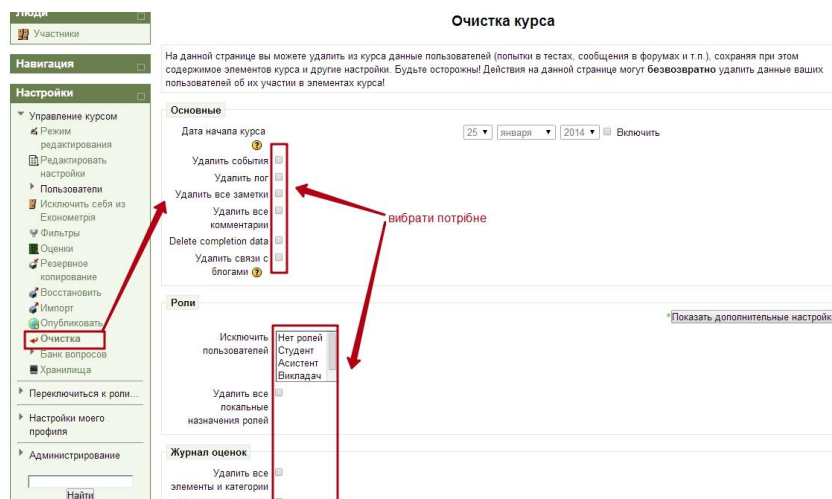 Люди
Участники
Навигация
Настройки
Управление курсом
Режим
редактирования
Редактировать
настройки
Пользователи
Исключить себя из
Економетрія
Фильтры
Оценки
Резервное
копирование
Восстановить
Импорт
Опубликовать
Очистка
Банк вопросов
Хранилища
Переключиться к роли...
Настройки моего
профиля
Администрирование
Найти
Очистка курса
На данной странице вы можете удалить из курса данные пользователей (попытки в тестах, сообщения в форумах и т.п.), сохраняя при этом
содержимое элементов курса и другие настройки. Будьте осторожны! Действия на данной странице могут безвозвратно удалить данные ваших
пользователей об их участии в элементах курса!
Основные
Дата начала курса
25 января 2014 Включить
Удалить события
Удалить лог
Удалить все заметки
Удалить все
комментарии
Delete completion data
Удалить связи с
блогами
вибрати потрібне
Роли
*Показать дополнительные настройк
Исключить
пользователей
Нет ролей
Студент
Асистент
Викладач
Удалить все
локальные
назначения ролей
Журнал оценок
Удалить все
элементы и категории